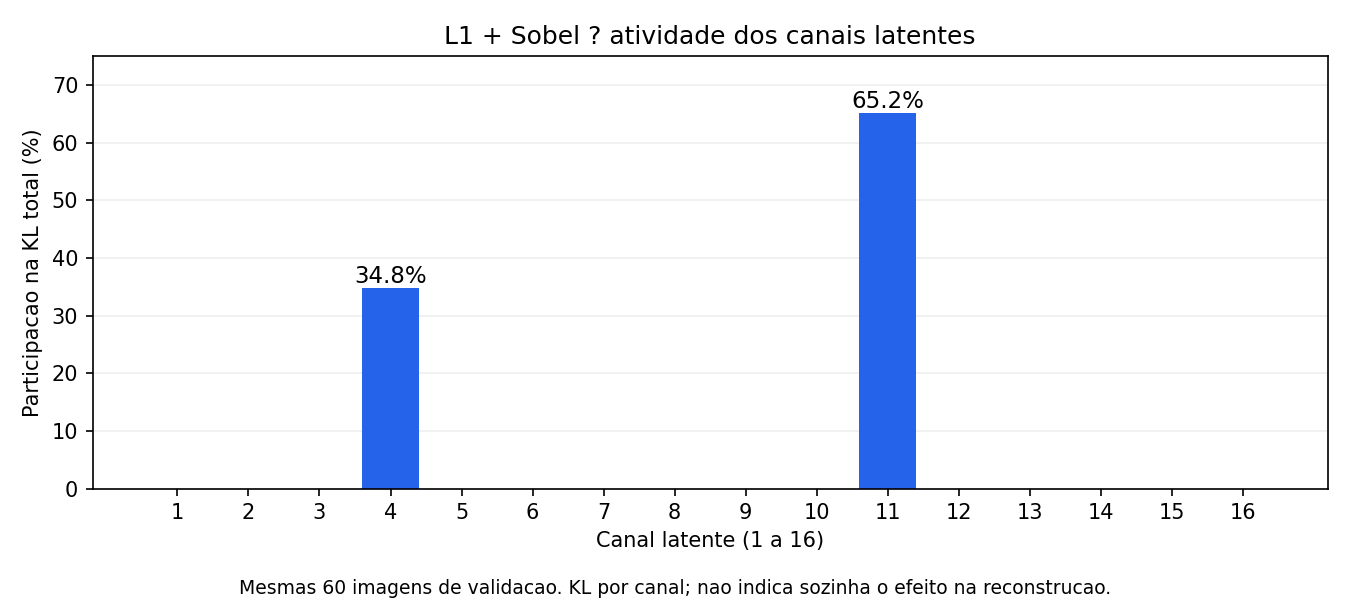 L1 + Sobel ? atividade dos canais latentes
Participacao na KL total (%)
70
60
50
40
30
20
10
0
65.2%
34.8%
1 2 3 4 5 6 7 8 9 10 11 12 13 14 15 16
Canal latente (1 a 16)
Mesmas 60 imagens de validacao. KL por canal; nao indica sozinha o efeito na reconstrucao.